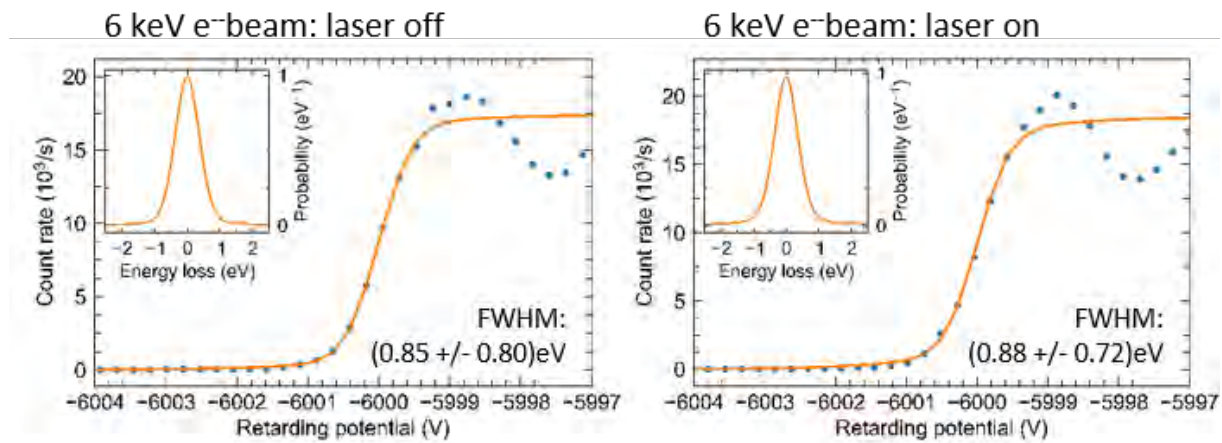 6 keV e⁻-beam: laser off
20
15
10
5
0
Count rate (10³/s)
1
0
Probability (eV⁻¹)
−2 −1 0 1 2
Energy loss (eV)
FWHM:
(0.85 +/- 0.80)eV
−6004 −6003 −6002 −6001 −6000 −5999 −5998 −5997
Retarding potential (V)
6 keV e⁻-beam: laser on
20
15
10
5
0
Count rate (10³/s)
1
0
Probability (eV⁻¹)
−2 −1 0 1 2
Energy loss (eV)
FWHM:
(0.88 +/- 0.72)eV
−6004 −6003 −6002 −6001 −6000 −5999 −5998 −5997
Retarding potential (V)